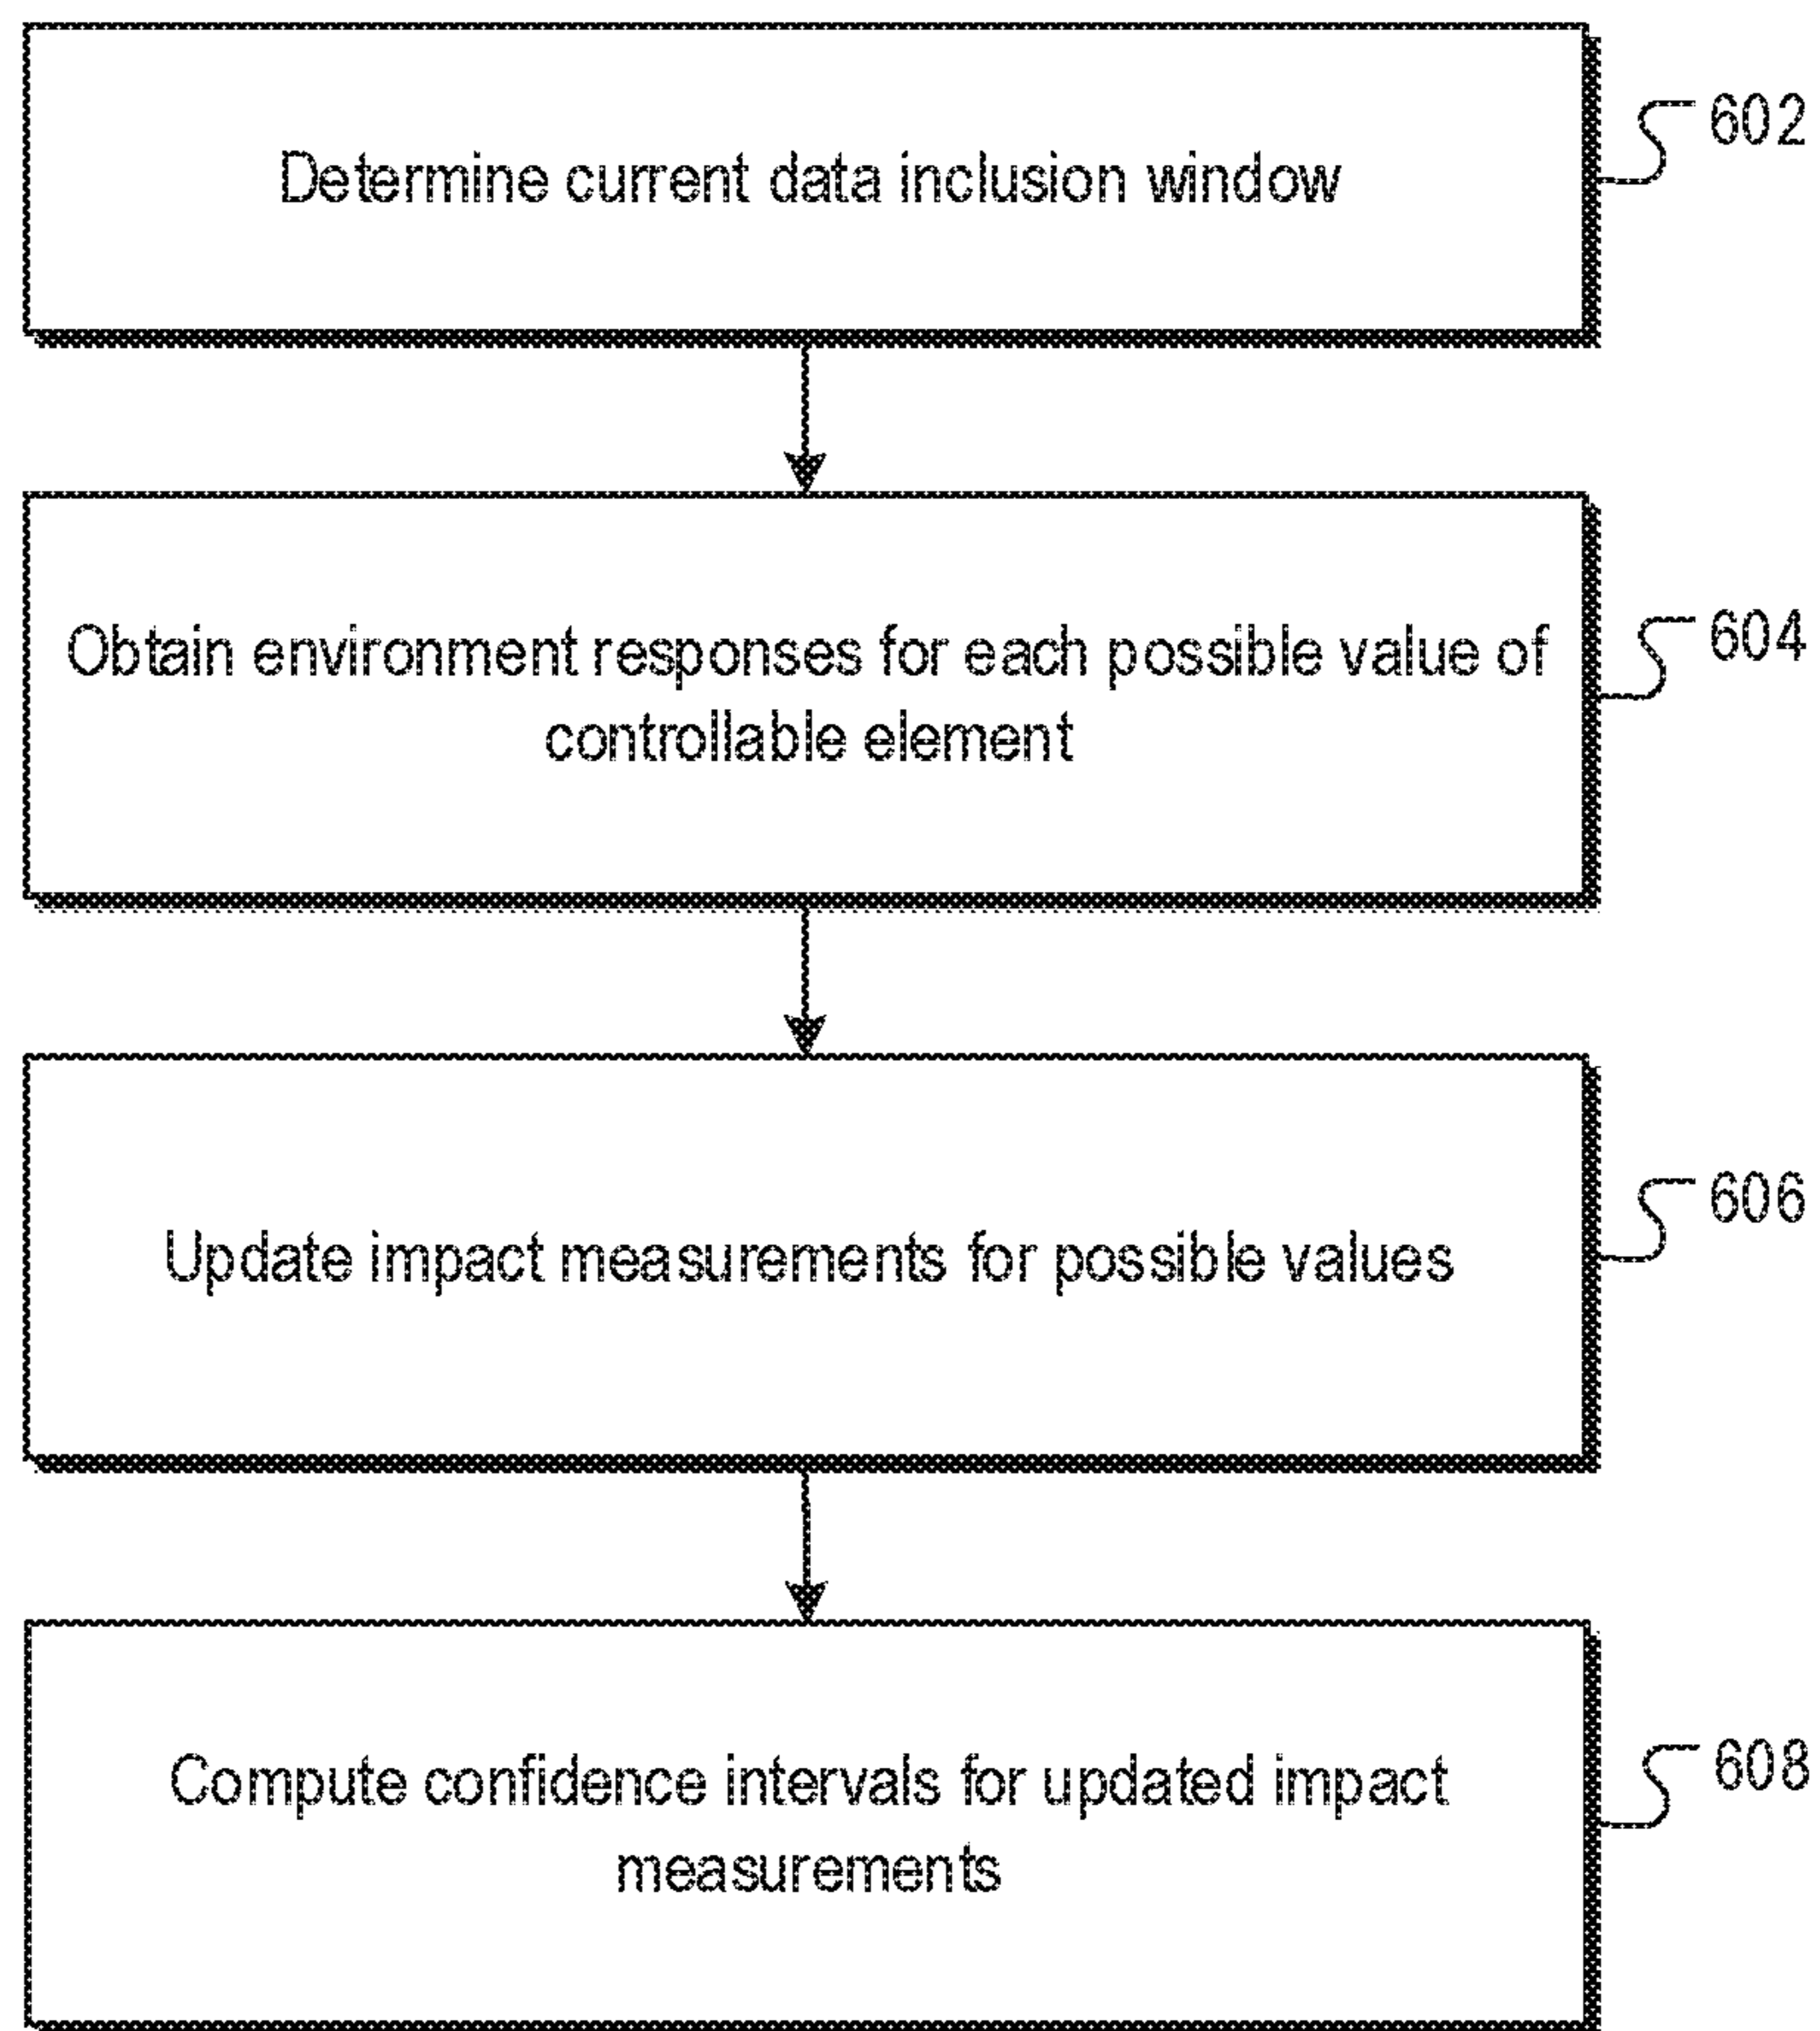 Determine current data inclusion window
602
Obtain environment responses for each possible value of
controllable element
604
Update impact measurements for possible values
606
Compute confidence intervals for updated impact
measurements
608